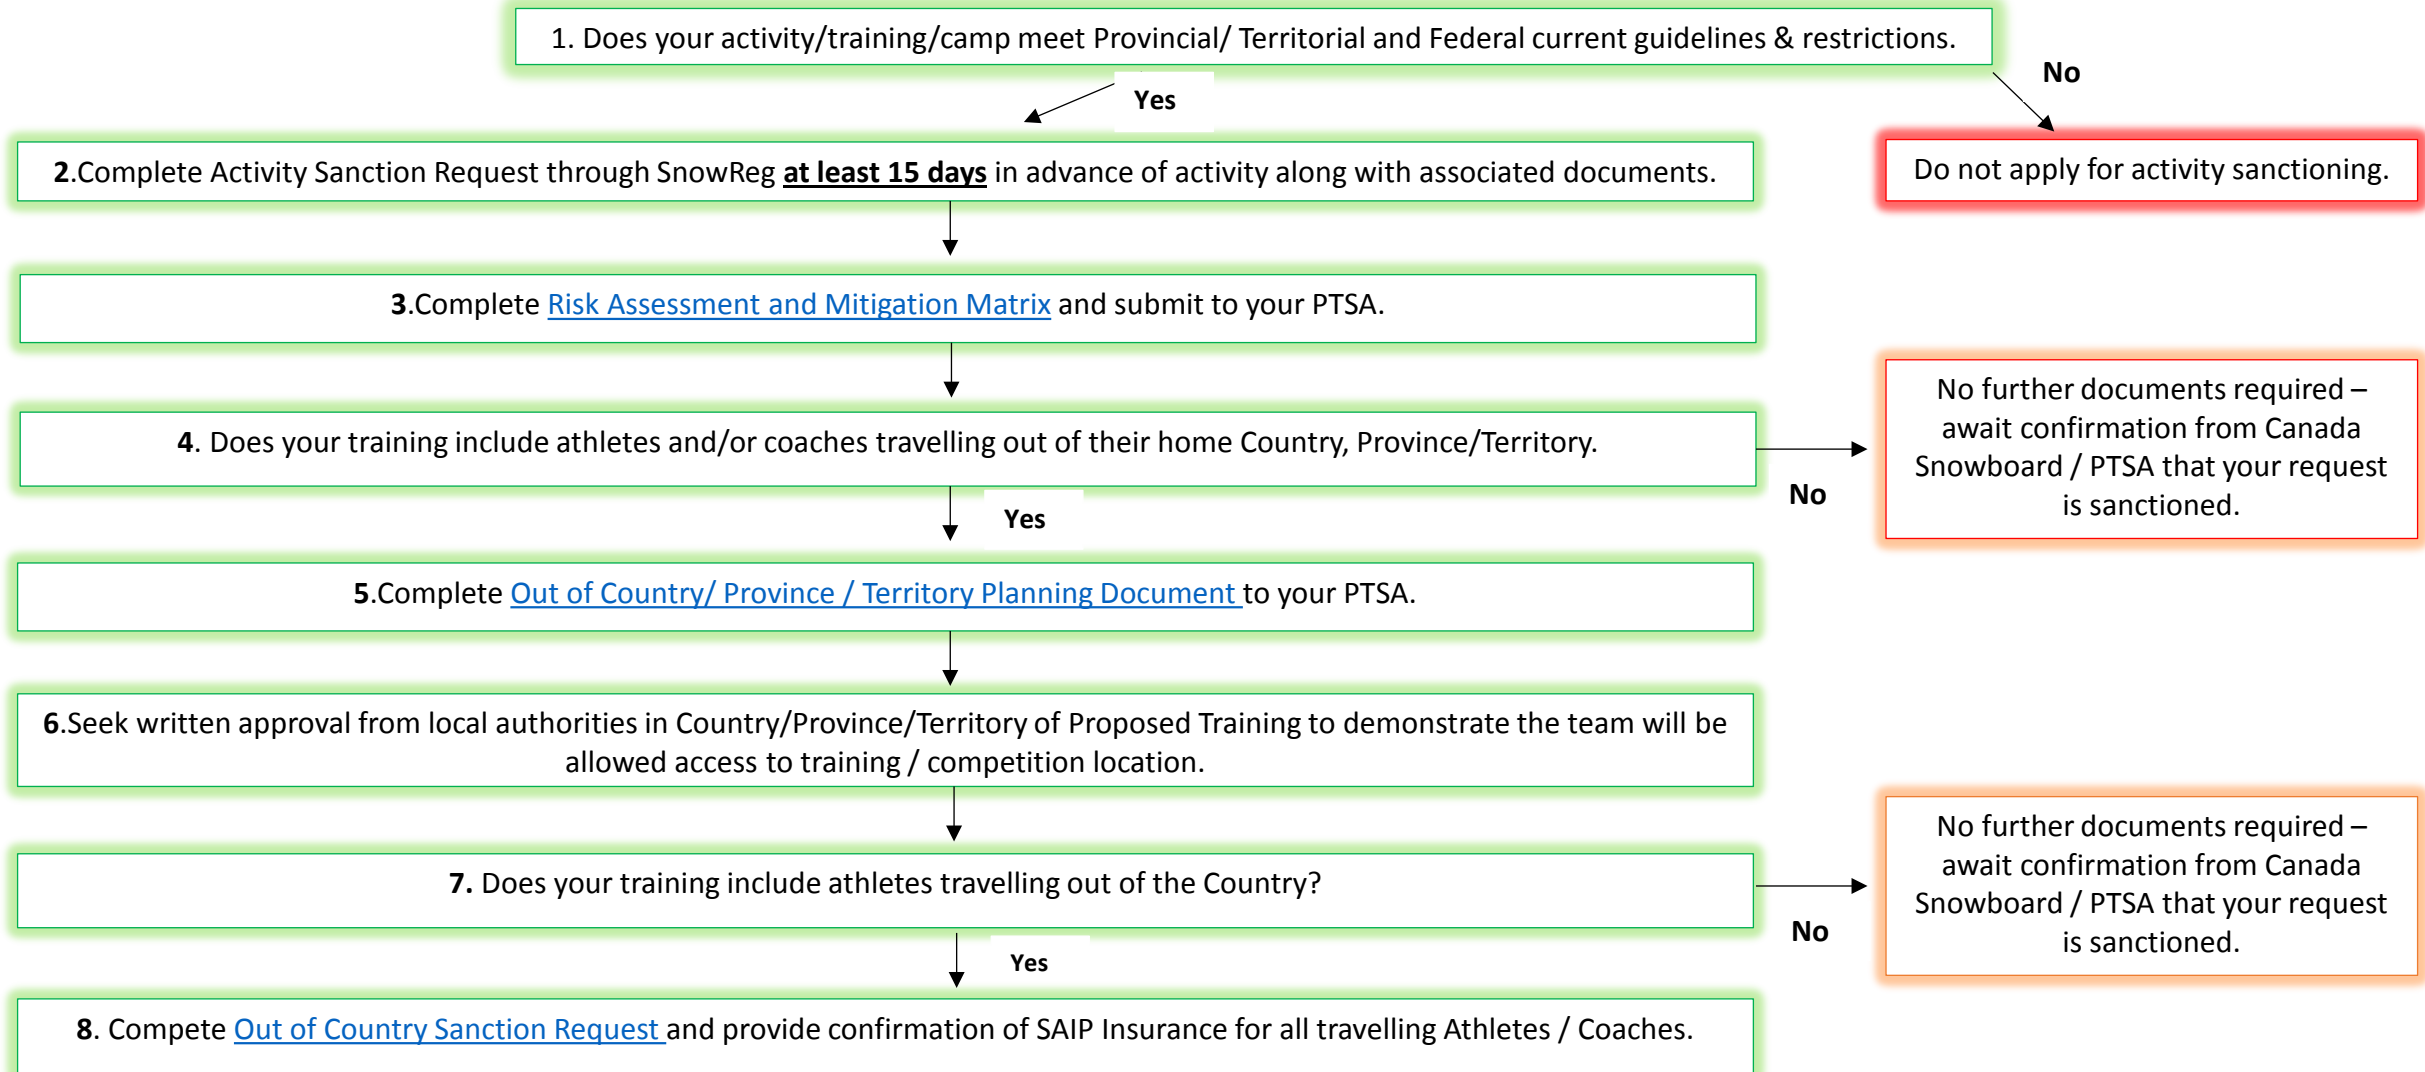 1. Does your activity/training/camp meet Provincial/ Territorial and Federal current guidelines & restrictions.
No
Yes
2.Complete Activity Sanction Request through SnowReg at least 15 days in advance of activity along with associated documents.
Do not apply for activity sanctioning.
3.Complete Risk Assessment and Mitigation Matrix and submit to your PTSA.
4. Does your training include athletes and/or coaches travelling out of their home Country, Province/Territory.
No
No further documents required –
await confirmation from Canada
Snowboard / PTSA that your request
is sanctioned.
Yes
5.Complete Out of Country/ Province / Territory Planning Document to your PTSA.
6.Seek written approval from local authorities in Country/Province/Territory of Proposed Training to demonstrate the team will be
allowed access to training / competition location.
7. Does your training include athletes travelling out of the Country?
No
No further documents required –
await confirmation from Canada
Snowboard / PTSA that your request
is sanctioned.
Yes
8. Compete Out of Country Sanction Request and provide confirmation of SAIP Insurance for all travelling Athletes / Coaches.